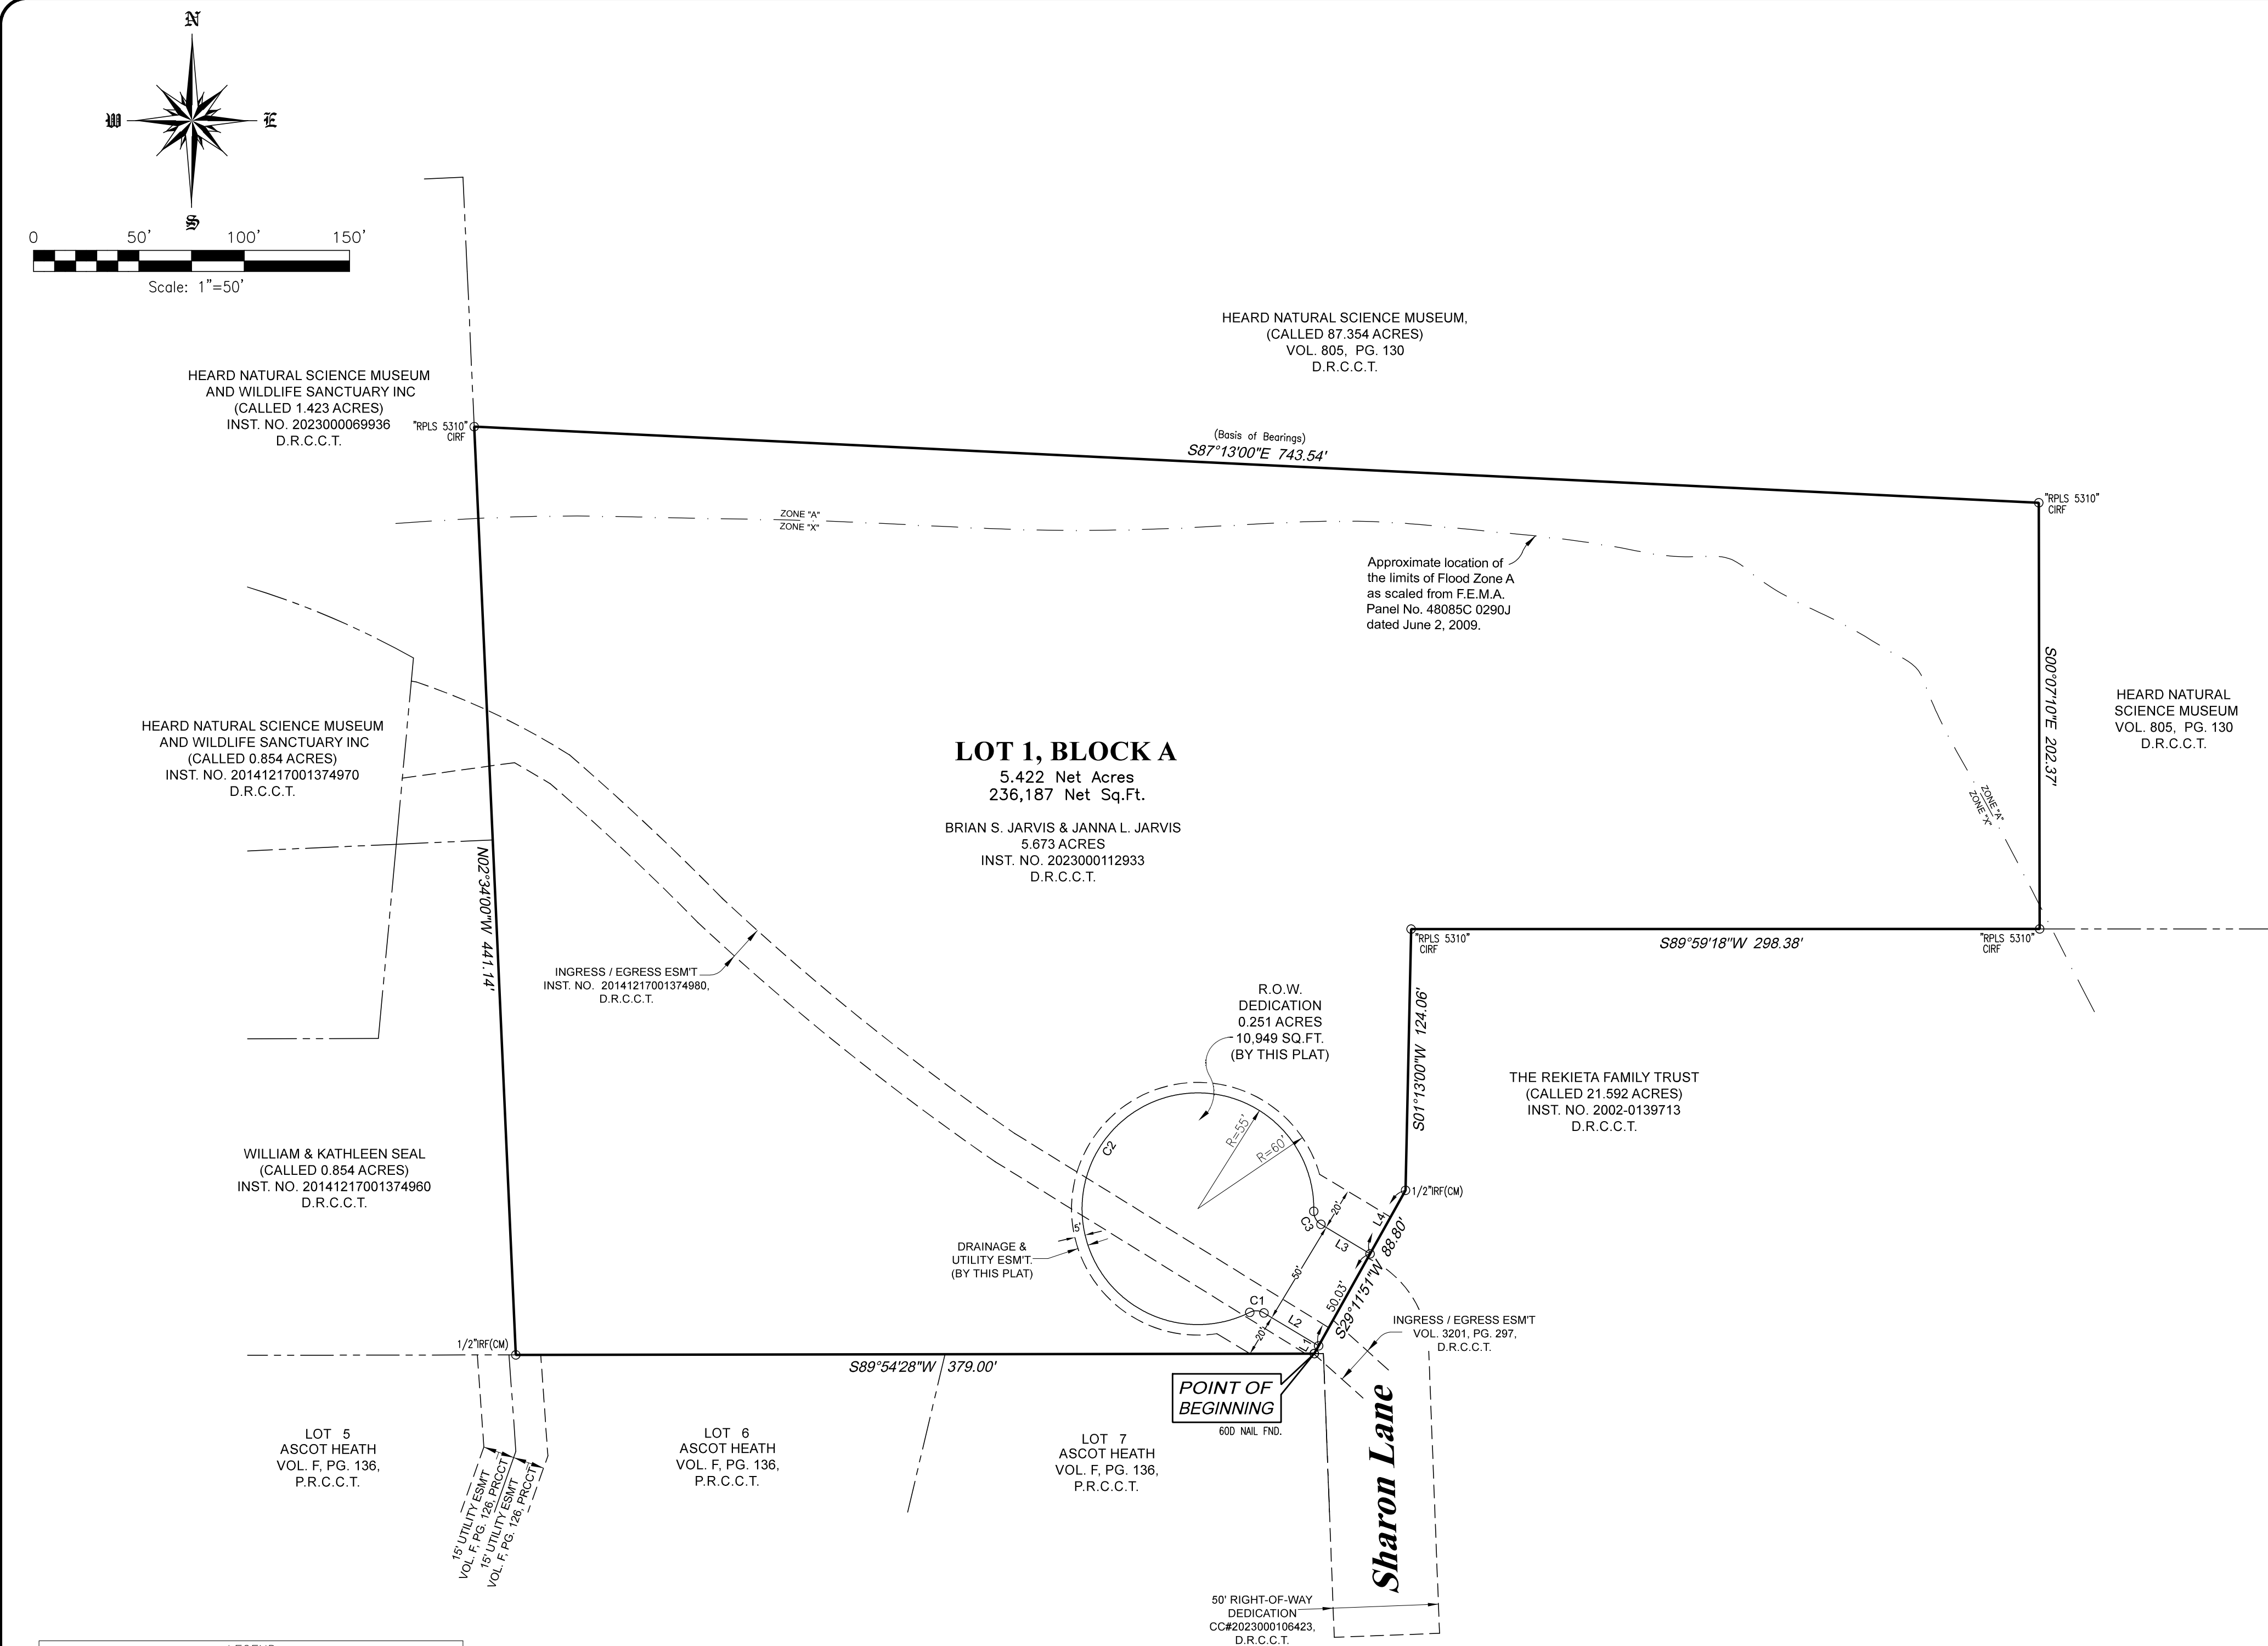 N
W
E
S
0 50' 100' 150'
Scale: 1"=50'
HEARD NATURAL SCIENCE MUSEUM,
(CALLED 87.354 ACRES)
VOL. 805, PG. 130
D.R.C.C.T.
HEARD NATURAL SCIENCE MUSEUM
AND WILDLIFE SANCTUARY INC
(CALLED 1.423 ACRES)
INST. NO. 2023000069936
D.R.C.C.T.
"RPLS 5310"
CIRF
(Basis of Bearings)
S87°13'00"E 743.54'
"RPLS 5310"
CIRF
ZONE "A"
ZONE "X"
Approximate location of
the limits of Flood Zone A
as scaled from F.E.M.A.
Panel No. 48085C 0290J
dated June 2, 2009.
S00°07'10"E 202.37'
HEARD NATURAL
SCIENCE MUSEUM
VOL. 805, PG. 130
D.R.C.C.T.
HEARD NATURAL SCIENCE MUSEUM
AND WILDLIFE SANCTUARY INC
(CALLED 0.854 ACRES)
INST. NO. 20141217001374970
D.R.C.C.T.
LOT 1, BLOCK A
5.422 Net Acres
236,187 Net Sq.Ft.
BRIAN S. JARVIS & JANNA L. JARVIS
5.673 ACRES
INST. NO. 2023000112933
D.R.C.C.T.
ZONE "A"
ZONE "X"
N02°34'00"W 441.14'
"RPLS 5310"
CIRF
S89°59'18"W 298.38'
"RPLS 5310"
CIRF
INGRESS / EGRESS ESM'T
INST. NO. 20141217001374980,
D.R.C.C.T.
R.O.W.
DEDICATION
0.251 ACRES
10,949 SQ.FT.
(BY THIS PLAT)
S01°13'00"W 124.06'
THE REKIETA FAMILY TRUST
(CALLED 21.592 ACRES)
INST. NO. 2002-0139713
D.R.C.C.T.
WILLIAM & KATHLEEN SEAL
(CALLED 0.854 ACRES)
INST. NO. 20141217001374960
D.R.C.C.T.
C2
R=55'
R=60'
1/2"IRF(CM)
20'
L4
C3
L3
5'
DRAINAGE &
UTILITY ESM'T.
(BY THIS PLAT)
50'
50.03'
S29°11'51"W 88.80'
C1
L2
20'
L1
INGRESS / EGRESS ESM'T
VOL. 3201, PG. 297,
D.R.C.C.T.
1/2"IRF(CM)
S89°54'28"W 379.00'
POINT OF
BEGINNING
60D NAIL FND.
LOT 5
ASCOT HEATH
VOL. F, PG. 136,
P.R.C.C.T.
LOT 6
ASCOT HEATH
VOL. F, PG. 136,
P.R.C.C.T.
LOT 7
ASCOT HEATH
VOL. F, PG. 136,
P.R.C.C.T.
15' UTILITY ESM'T
VOL. F, PG. 126, PRCCT
15' UTILITY ESM'T
VOL. F, PG. 126, PRCCT
Sharon Lane
50' RIGHT-OF-WAY
DEDICATION
CC#2023000106423,
D.R.C.C.T.